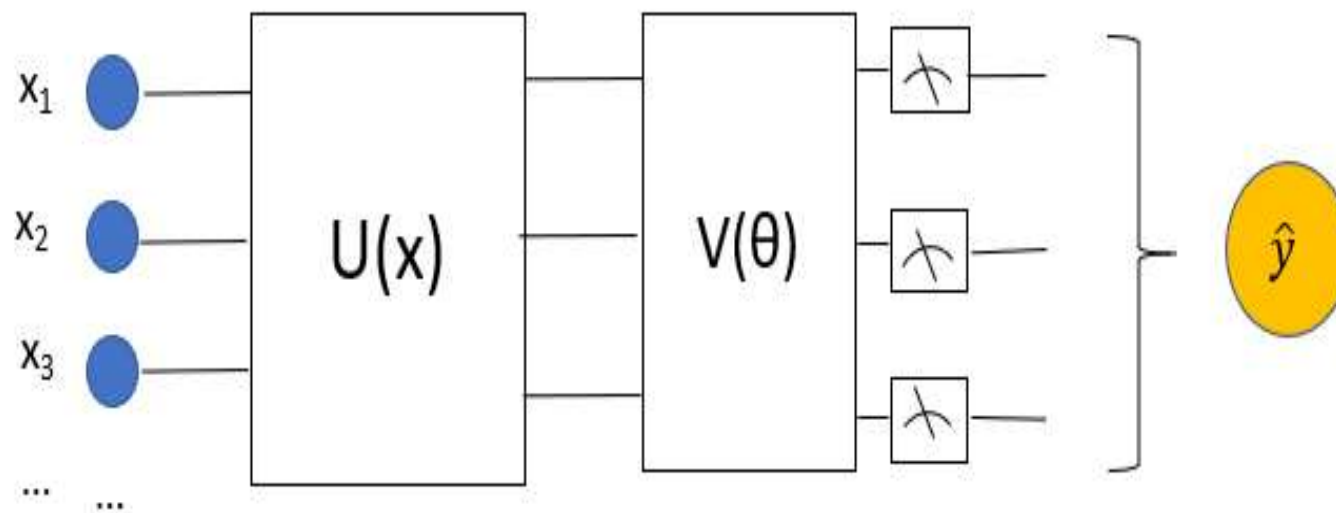 x₁
x₂
x₃
... ...
U(x)
V(θ)
ŷ